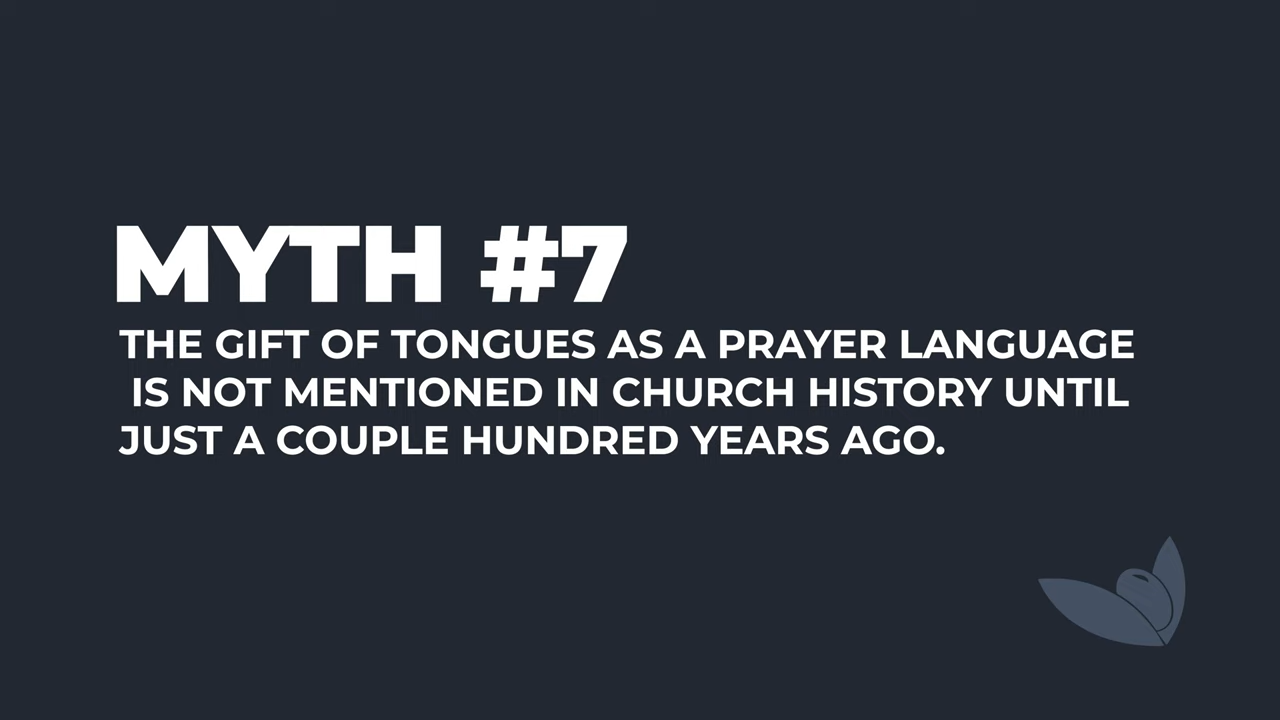 MYTH #7
THE GIFT OF TONGUES AS A PRAYER LANGUAGE
IS NOT MENTIONED IN CHURCH HISTORY UNTIL
JUST A COUPLE HUNDRED YEARS AGO.